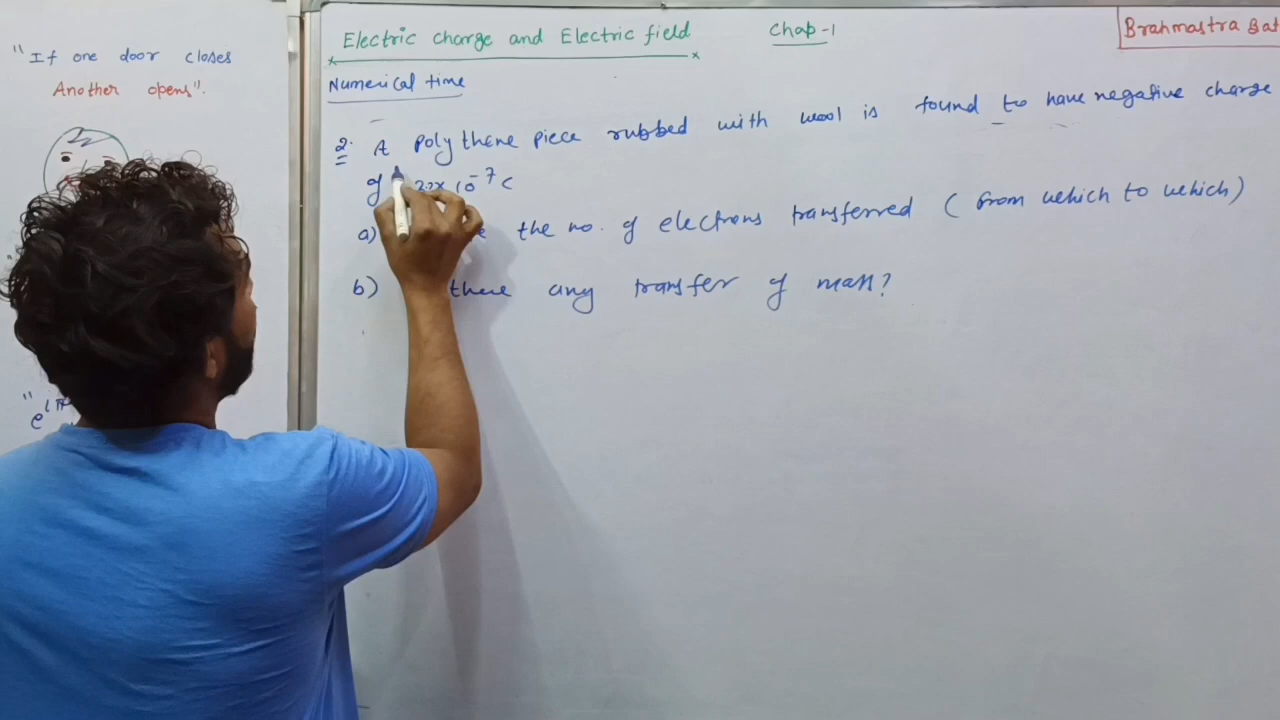 "If one door closes
Another opens".
Electric charge and Electric field
Chap-1
Brahmastra Bat
Numerical time
2. A polythene piece rubbed with wool is found to have negative charge
of × 10⁻⁷ C
a) the no. of electrons transferred (from which to which)
b) there any transfer of mass?